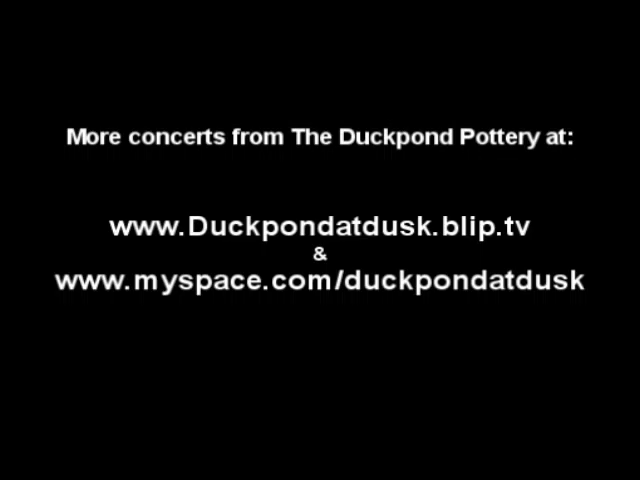 More concerts from The Duckpond Pottery at:
www.Duckpondatdusk.blip.tv
&
www.myspace.com/duckpondatdusk